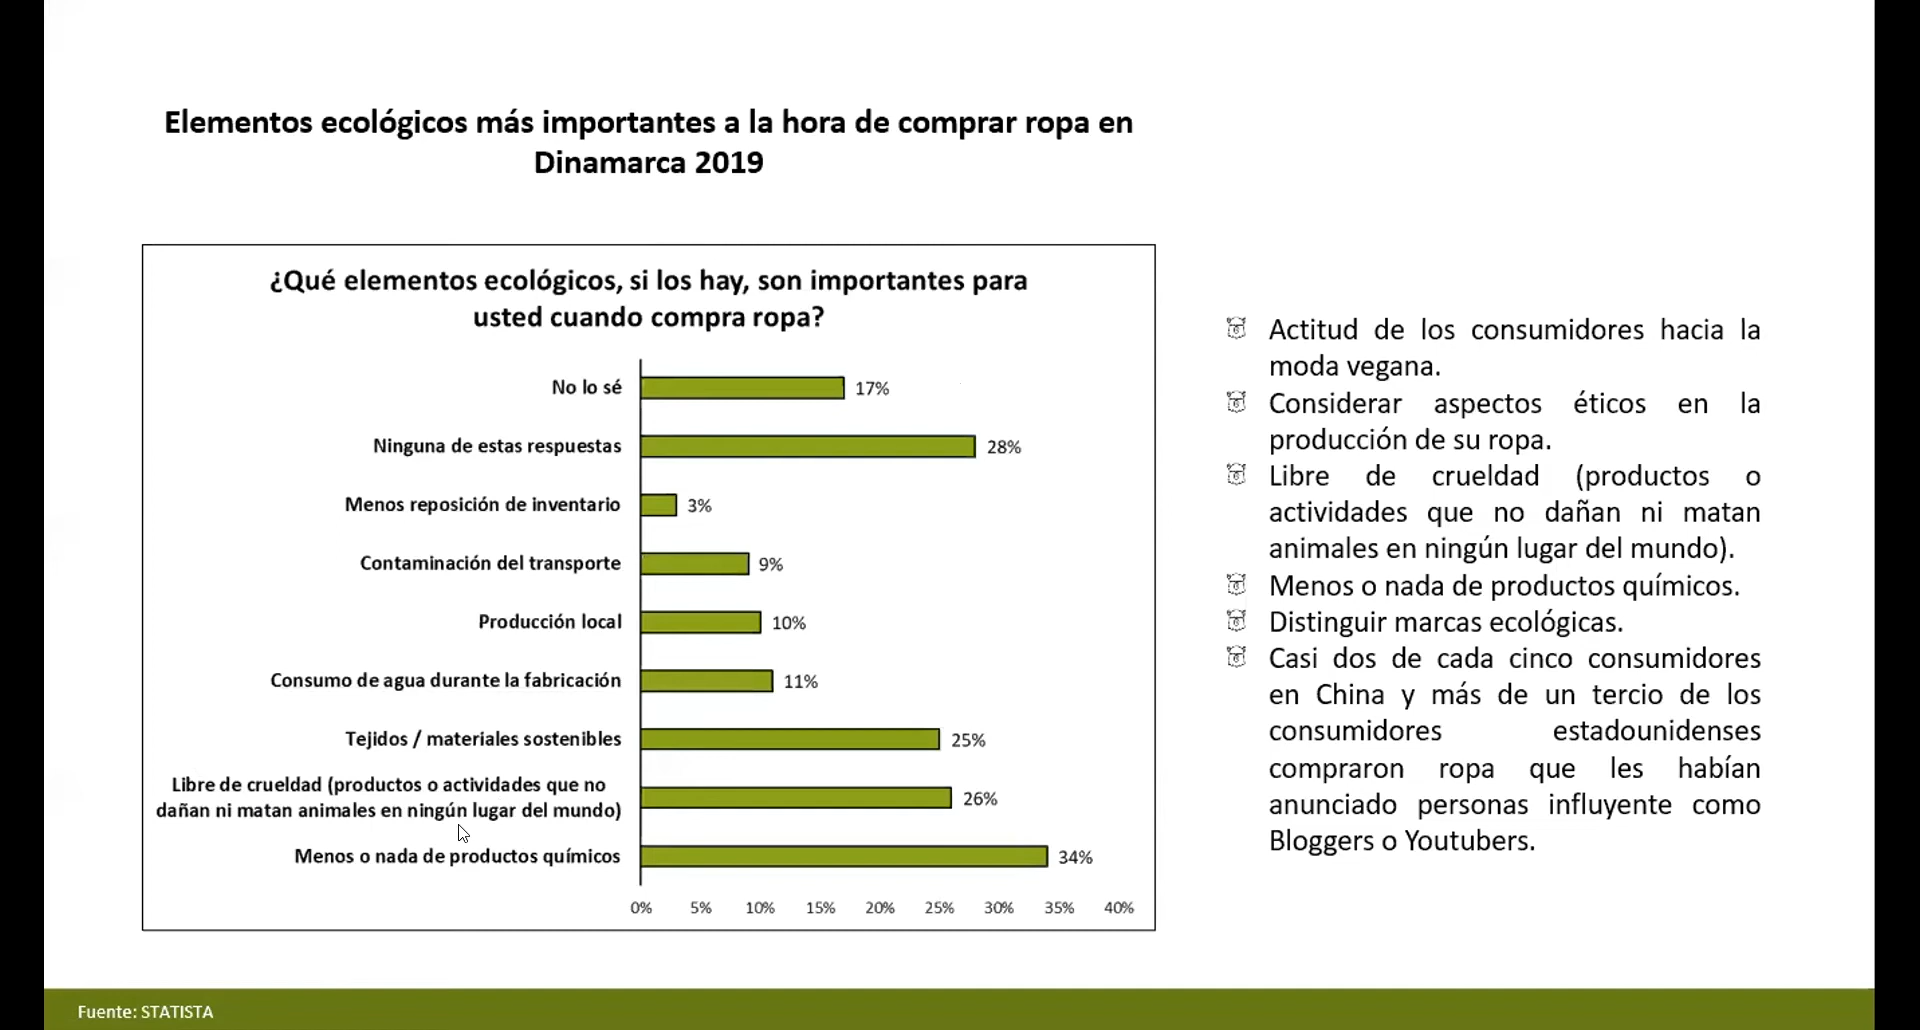 Elementos ecológicos más importantes a la hora de comprar ropa en
Dinamarca 2019
¿Qué elementos ecológicos, si los hay, son importantes para
usted cuando compra ropa?
No lo sé
17%
Ninguna de estas respuestas
28%
Menos reposición de inventario
3%
Contaminación del transporte
9%
Producción local
10%
Consumo de agua durante la fabricación
11%
Tejidos / materiales sostenibles
25%
Libre de crueldad (productos o actividades que no
dañan ni matan animales en ningún lugar del mundo)
26%
Menos o nada de productos químicos
34%
0% 5% 10% 15% 20% 25% 30% 35% 40%
Actitud de los consumidores hacia la
moda vegana.
Considerar aspectos éticos en la
producción de su ropa.
Libre de crueldad (productos o
actividades que no dañan ni matan
animales en ningún lugar del mundo).
Menos o nada de productos químicos.
Distinguir marcas ecológicas.
Casi dos de cada cinco consumidores
en China y más de un tercio de los
consumidores estadounidenses
compraron ropa que les habían
anunciado personas influyente como
Bloggers o Youtubers.
Fuente: STATISTA